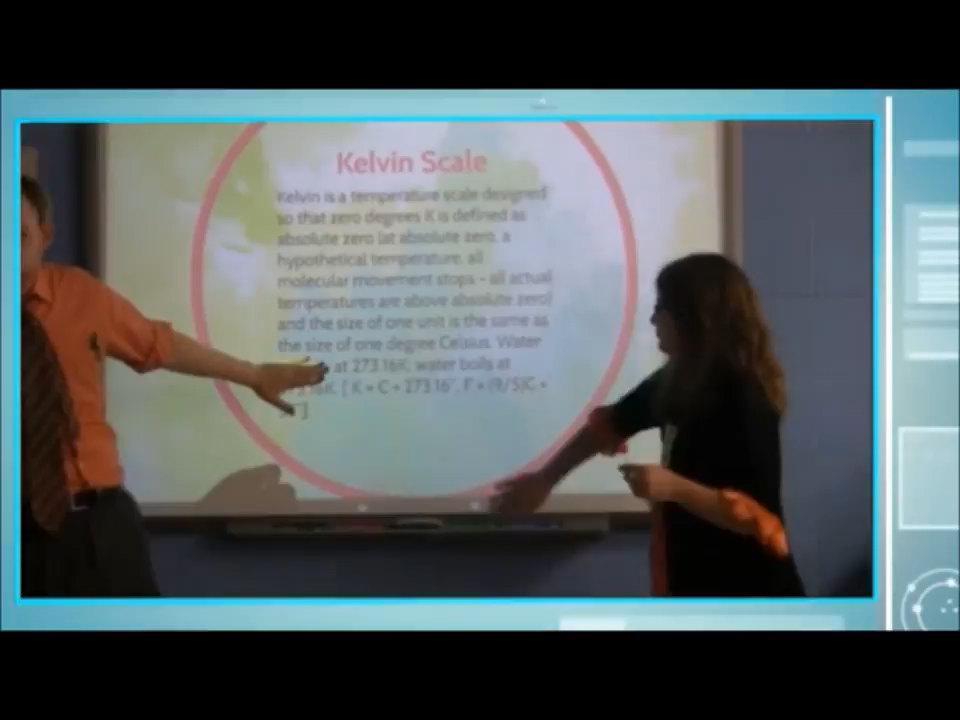 Kelvin Scale
Kelvin is a temperature scale designed
so that zero degrees K is defined as
absolute zero (at absolute zero, a
hypothetical temperature, all
molecular movement stops - all actual
temperatures are above absolute zero)
and the size of one unit is the same as
the size of one degree Celsius. Water
at 273.16K; water boils at
[ K = C + 273.16°, F = (9/5)C +